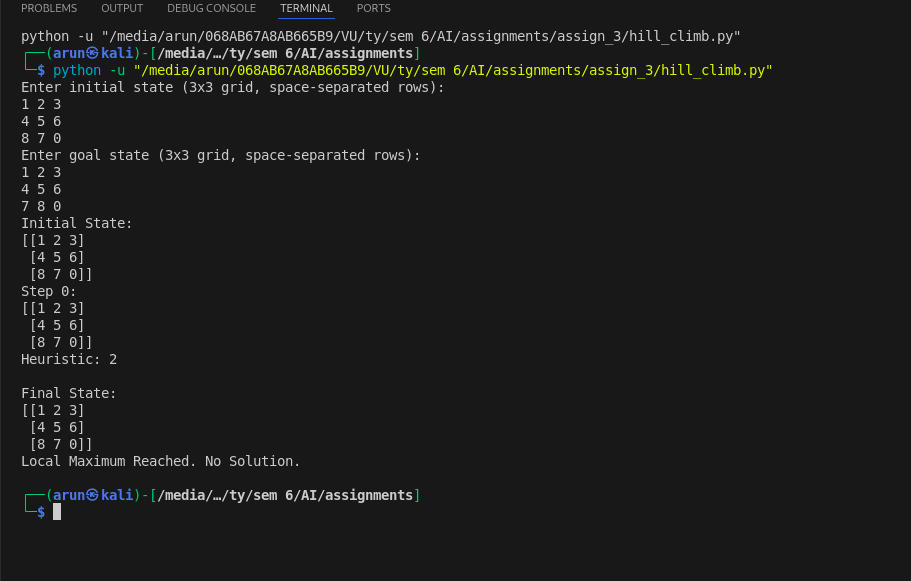 PROBLEMS OUTPUT DEBUG CONSOLE TERMINAL PORTS
python -u "/media/arun/068AB67A8AB665B9/VU/ty/sem 6/AI/assignments/assign_3/hill_climb.py"
┌──(arun㉿kali)-[/media/…/ty/sem 6/AI/assignments]
└─$ python -u "/media/arun/068AB67A8AB665B9/VU/ty/sem 6/AI/assignments/assign_3/hill_climb.py"
Enter initial state (3x3 grid, space-separated rows):
1 2 3
4 5 6
8 7 0
Enter goal state (3x3 grid, space-separated rows):
1 2 3
4 5 6
7 8 0
Initial State:
[[1 2 3]
 [4 5 6]
 [8 7 0]]
Step 0:
[[1 2 3]
 [4 5 6]
 [8 7 0]]
Heuristic: 2
Final State:
[[1 2 3]
 [4 5 6]
 [8 7 0]]
Local Maximum Reached. No Solution.
┌──(arun㉿kali)-[/media/…/ty/sem 6/AI/assignments]
└─$